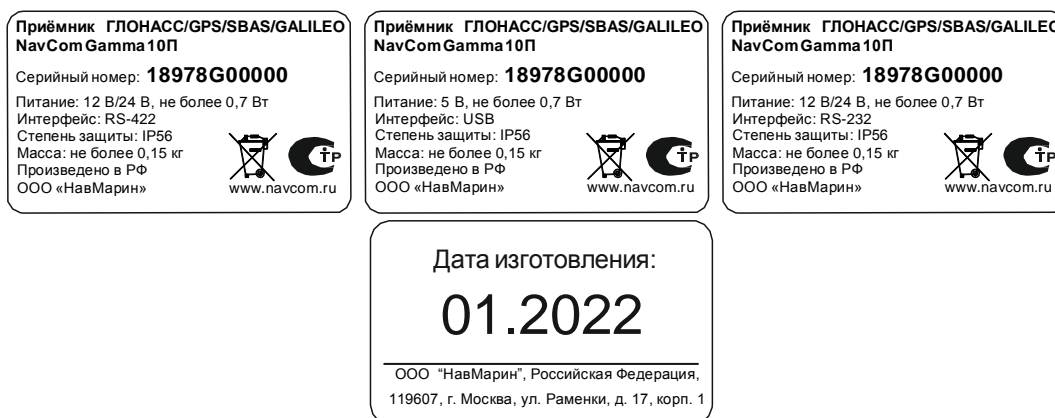 Приёмник ГЛОНАСС/GPS/SBAS/GALILEO
NavCom Gamma 10П
Серийный номер: 18978G00000
Питание: 12 В/24 В, не более 0,7 Вт
Интерфейс: RS-422
Степень защиты: IP56
Масса: не более 0,15 кг
Произведено в РФ
ООО «НавМарин»
www.navcom.ru
Приёмник ГЛОНАСС/GPS/SBAS/GALILEO
NavCom Gamma 10П
Серийный номер: 18978G00000
Питание: 5 В, не более 0,7 Вт
Интерфейс: USB
Степень защиты: IP56
Масса: не более 0,15 кг
Произведено в РФ
ООО «НавМарин»
www.navcom.ru
Приёмник ГЛОНАСС/GPS/SBAS/GALILEO
NavCom Gamma 10П
Серийный номер: 18978G00000
Питание: 12 В/24 В, не более 0,7 Вт
Интерфейс: RS-232
Степень защиты: IP56
Масса: не более 0,15 кг
Произведено в РФ
ООО «НавМарин»
www.navcom.ru
Дата изготовления:
01.2022
ООО “НавМарин”, Российская Федерация,
119607, г. Москва, ул. Раменки, д. 17, корп. 1